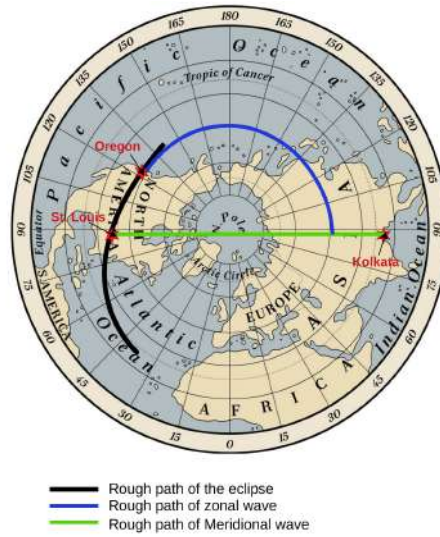 180
165
165
150
150
135
135
120
120
105
105
90
90
75
75
60
60
45
45
30
30
15
15
0
Pacific Ocean
Tropic of Cancer
Oregon
NORTH
AMERICA
St. Louis
Equator
N Pole
Arctic Circle
Kolkata
S.AMERICA
Atlantic
Ocean
EUROPE
ASIA
Indian Ocean
AFRICA
Rough path of the eclipse
Rough path of zonal wave
Rough path of Meridional wave